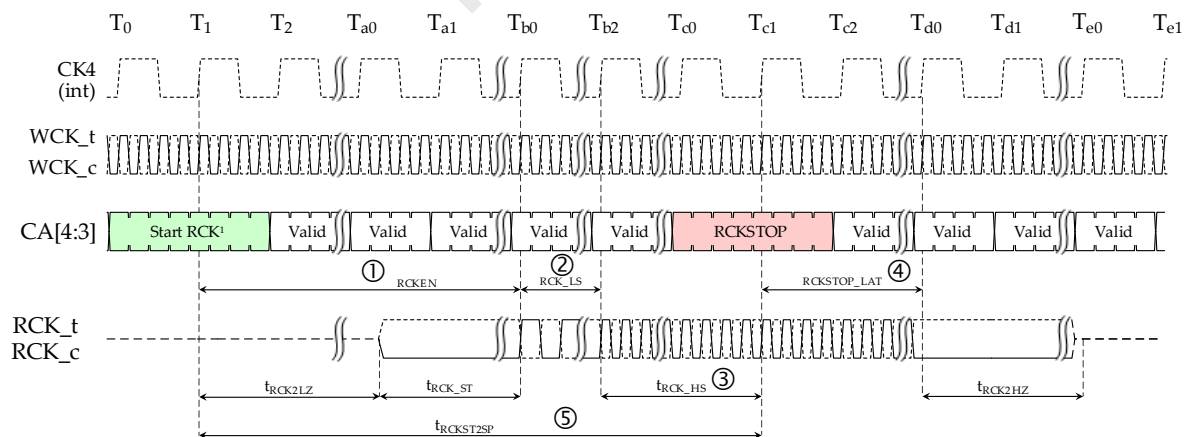 T0 T1 T2 Ta0 Ta1 Tb0 Tb2 Tc0 Tc1 Tc2 Td0 Td1 Te0 Te1
CK4
(int)
WCK_t
WCK_c
CA[4:3] Start RCK¹ Valid Valid Valid Valid Valid RCKSTOP Valid Valid Valid Valid
① RCKEN ② RCK_LS ④ RCKSTOP_LAT
RCK_t
RCK_c
tRCK2LZ tRCK_ST tRCK_HS ③ tRCK2HZ
tRCKST2SP ⑤